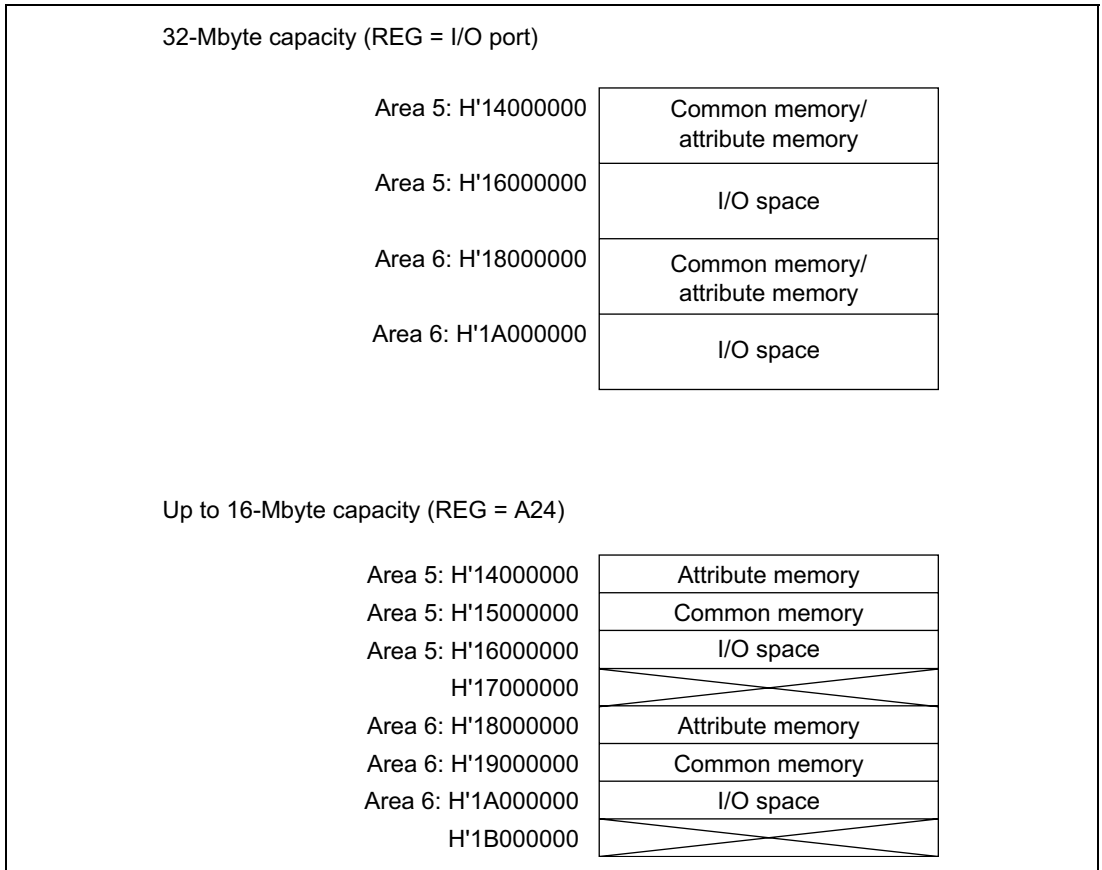 32-Mbyte capacity (REG = I/O port)
Area 5: H'14000000
Common memory/
attribute memory
Area 5: H'16000000
I/O space
Area 6: H'18000000
Common memory/
attribute memory
Area 6: H'1A000000
I/O space
Up to 16-Mbyte capacity (REG = A24)
Area 5: H'14000000 Attribute memory
Area 5: H'15000000 Common memory
Area 5: H'16000000 I/O space
H'17000000
Area 6: H'18000000 Attribute memory
Area 6: H'19000000 Common memory
Area 6: H'1A000000 I/O space
H'1B000000